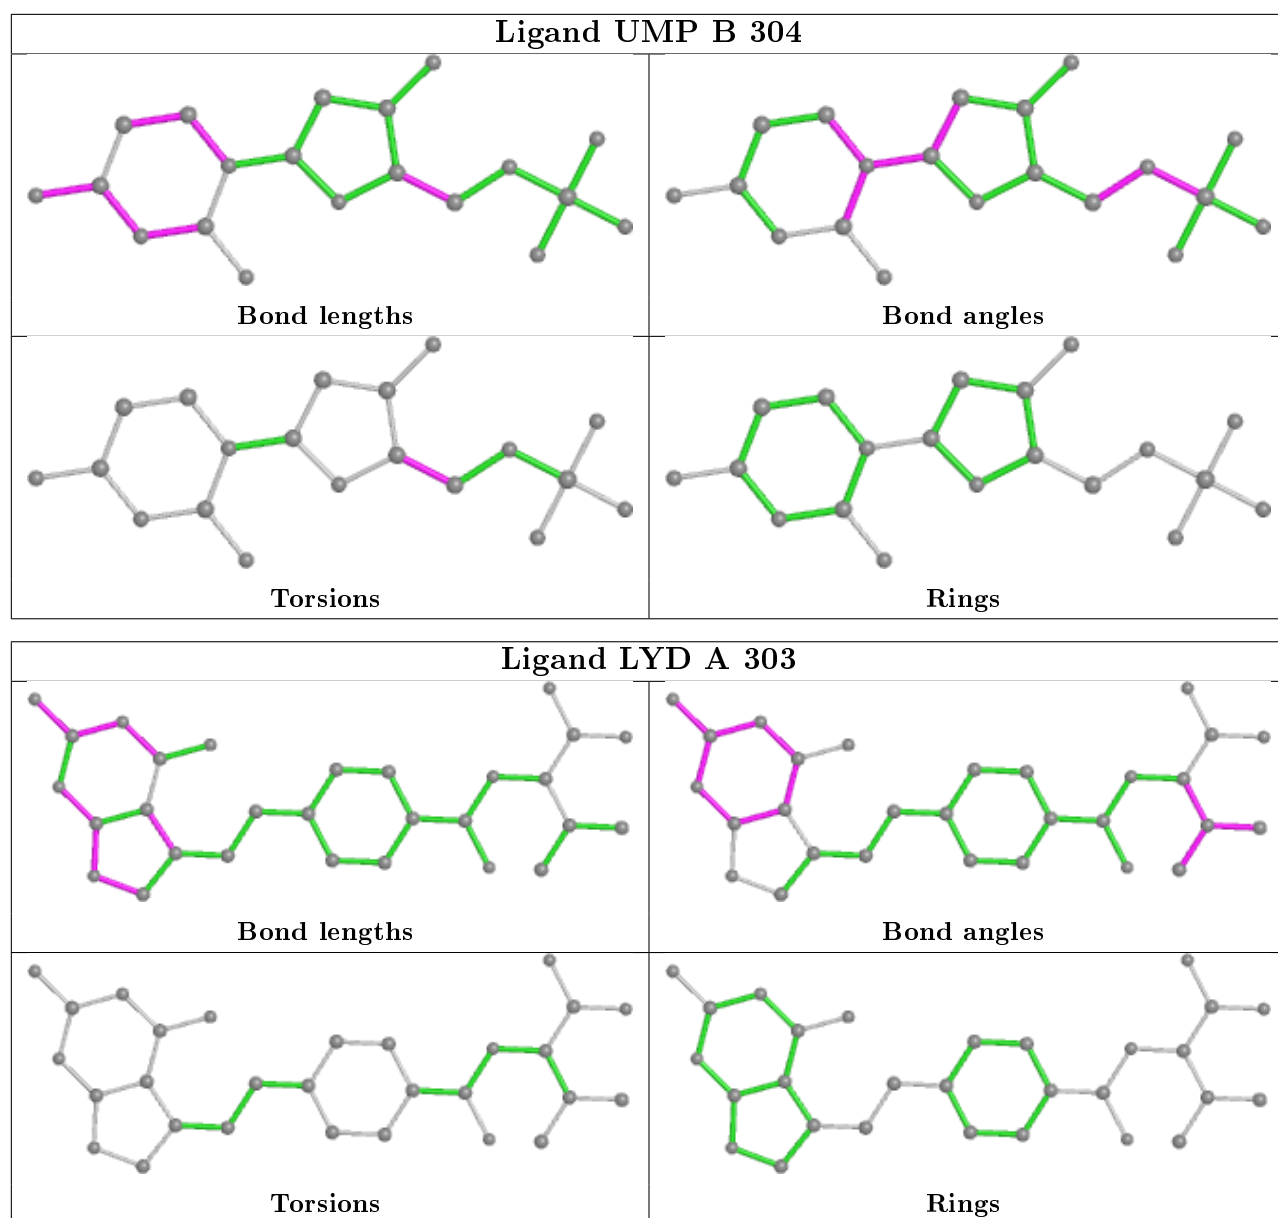 Ligand UMP B 304
Bond lengths
Bond angles
Torsions
Rings
Ligand LYD A 303
Bond lengths
Bond angles
Torsions
Rings